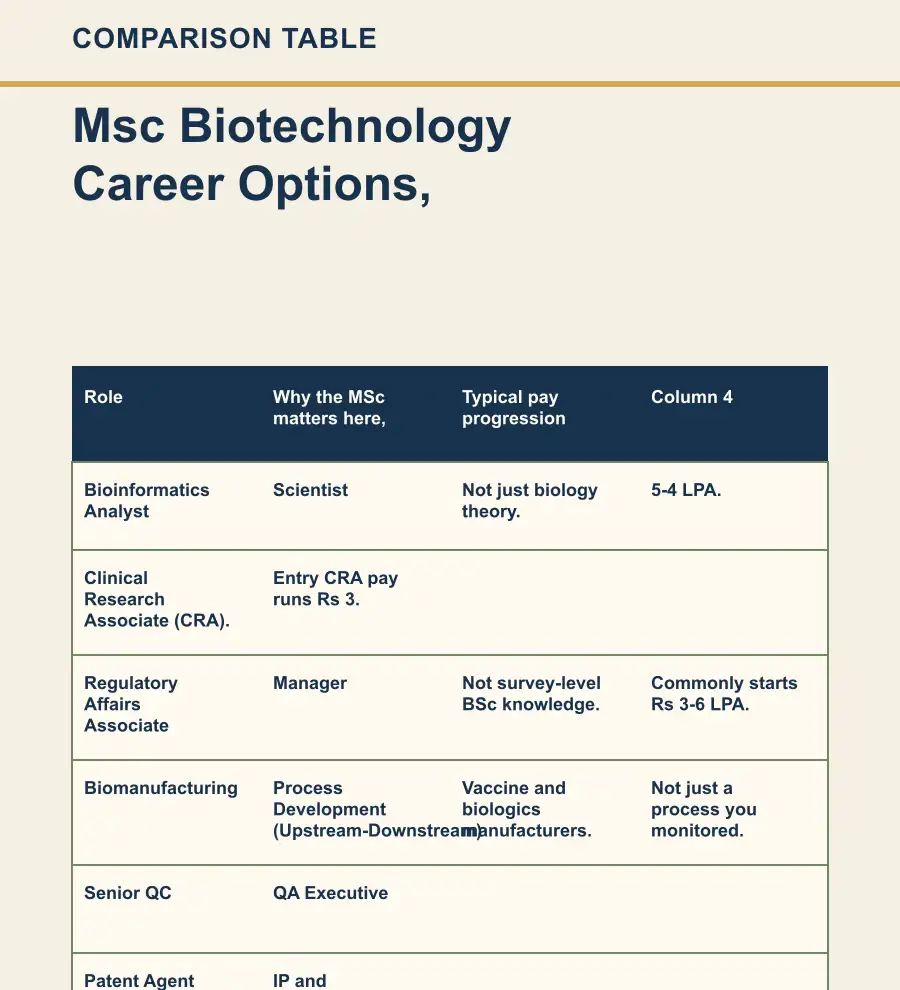 COMPARISON TABLE
Msc Biotechnology
Career Options,
Role
Why the MSc
matters here,
Typical pay
progression
Column 4
Bioinformatics
Analyst
Scientist
Not just biology
theory.
5-4 LPA.
Clinical
Research
Associate (CRA).
Entry CRA pay
runs Rs 3.
Regulatory
Affairs
Associate
Manager
Not survey-level
BSc knowledge.
Commonly starts
Rs 3-6 LPA.
Biomanufacturing
Process
Development
(Upstream-Downstream)
Vaccine and
biologics
manufacturers.
Not just a
process you
monitored.
Senior QC
QA Executive
Patent Agent
IP and